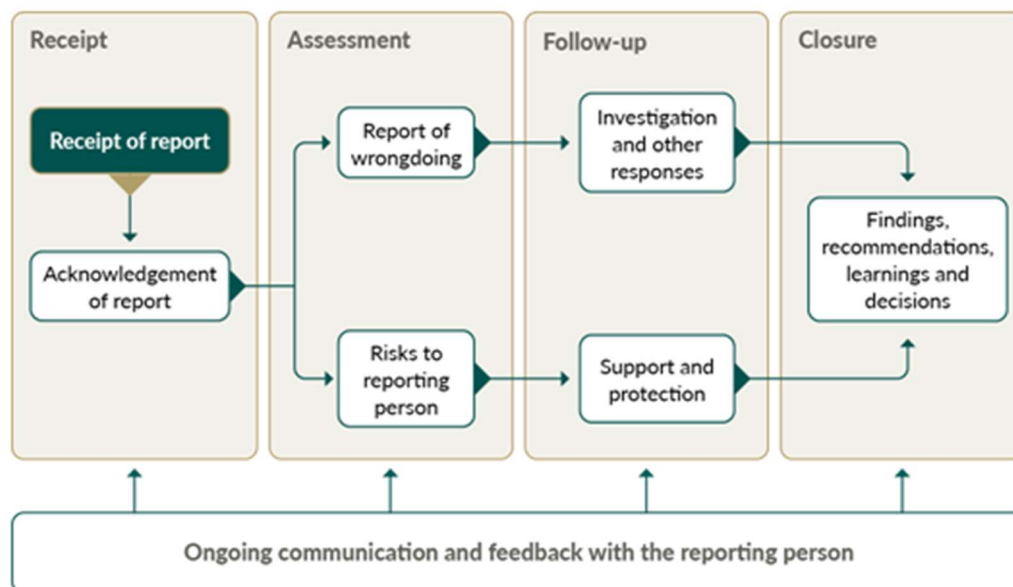 Receipt
Receipt of report
Acknowledgement
of report
Assessment
Report of
wrongdoing
Risks to
reporting
person
Follow-up
Investigation
and other
responses
Support and
protection
Closure
Findings,
recommendations,
learnings and
decisions
Ongoing communication and feedback with the reporting person